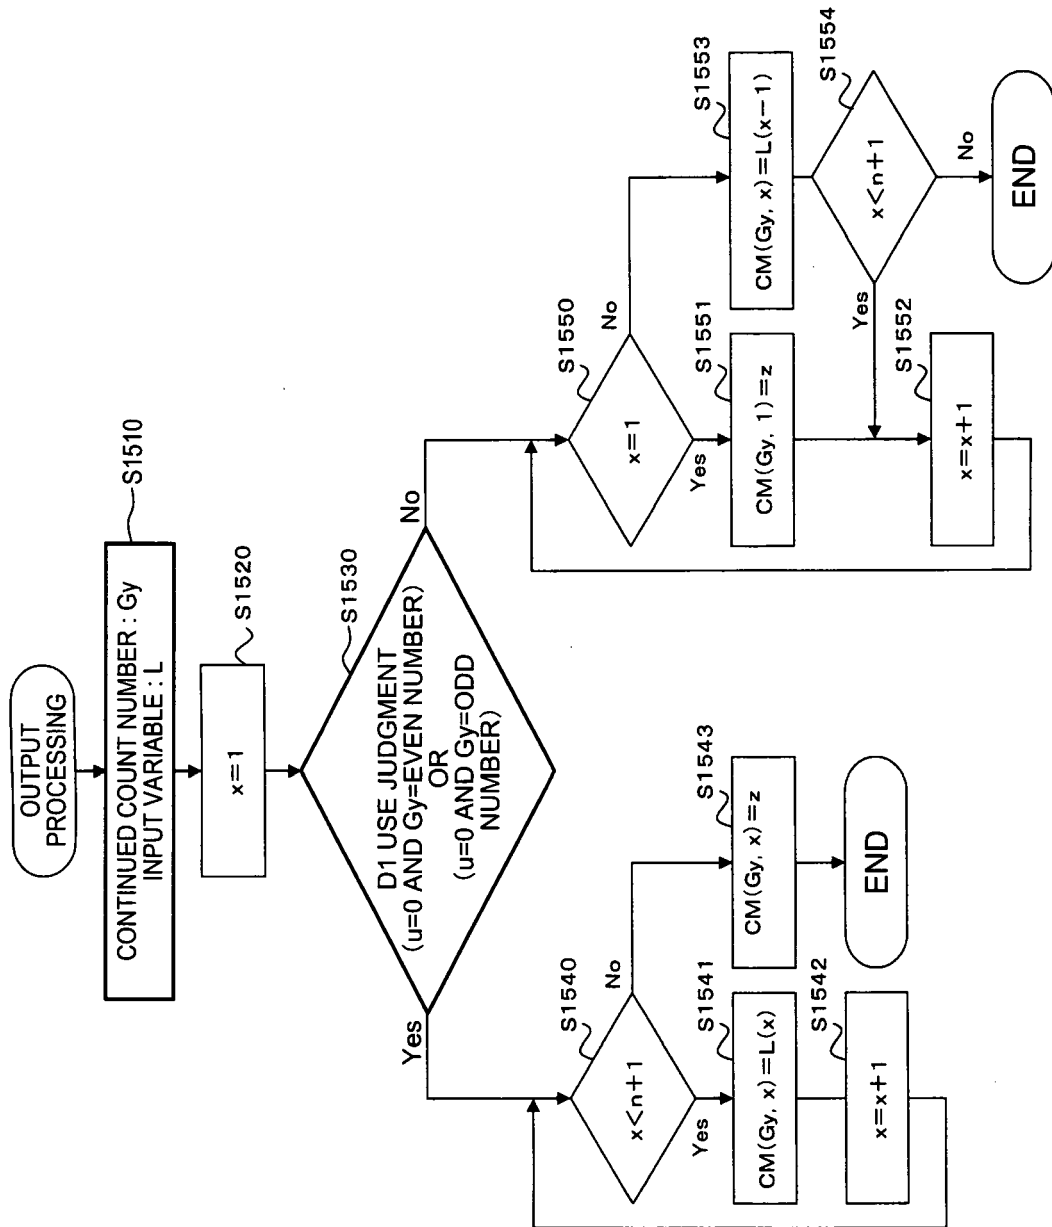 OUTPUT
PROCESSING
CONTINUED COUNT NUMBER : Gy
INPUT VARIABLE : L
S1510
x=1
S1520
D1 USE JUDGMENT
(u=0 AND Gy=EVEN NUMBER)
OR
(u=0 AND Gy=ODD
NUMBER)
S1530
Yes
No
x<n+1
S1540
Yes
No
CM(Gy, x)=L(x)
S1541
x=x+1
S1542
CM(Gy, x)=z
S1543
END
x=1
S1550
Yes
No
CM(Gy, 1)=z
S1551
x=x+1
S1552
CM(Gy, x)=L(x-1)
S1553
x<n+1
S1554
Yes
No
END